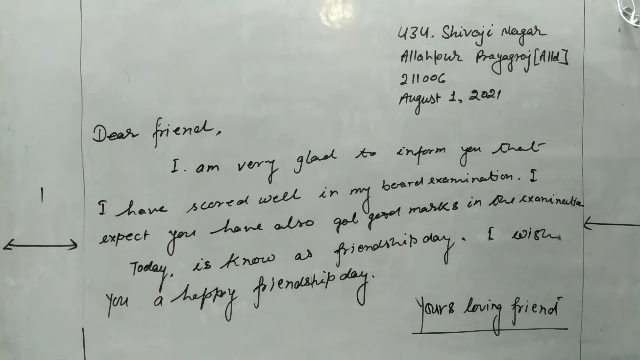 434. Shivaji Nagar
Allahpur Prayagraj [Alld]
211006
August 1, 2021
Dear friend,
I. am very glad to inform you that
I have scored well in my board examination. I
expect you have also got good marks in the examination
Today, is know as friendship day. I wish
you a happy friendship day.
yours loving friend